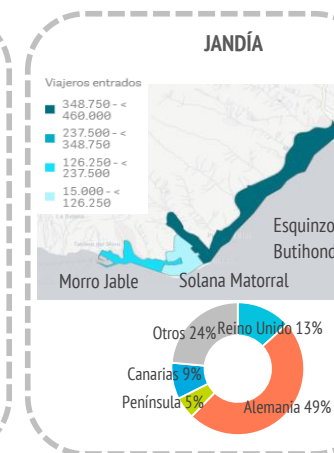 JANDÍA
Viajeros entrados
348.750 - <
460.000
237.500 - <
348.750
126.250 - <
237.500
15.000 - <
126.250
Esquinzo
Butihond
Morro Jable
Solana Matorral
Otros 24%
Reino Unido 13%
Canarias 9%
Península 5%
Alemania 49%